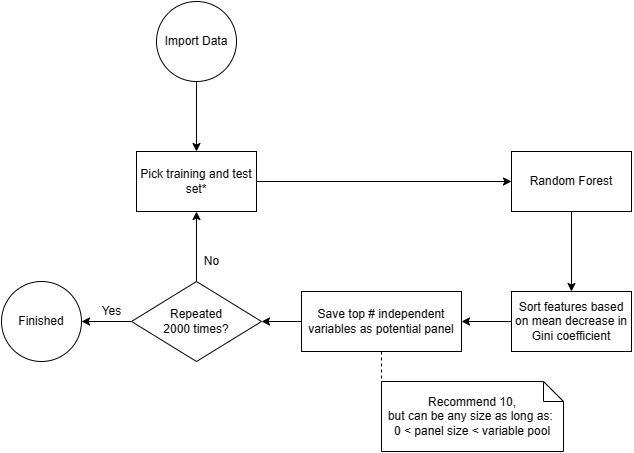 Import Data
Pick training and test
set*
Random Forest
No
Finished
Yes
Repeated
2000 times?
Save top # independent
variables as potential panel
Sort features based
on mean decrease in
Gini coefficient
Recommend 10,
but can be any size as long as:
0 < panel size < variable pool